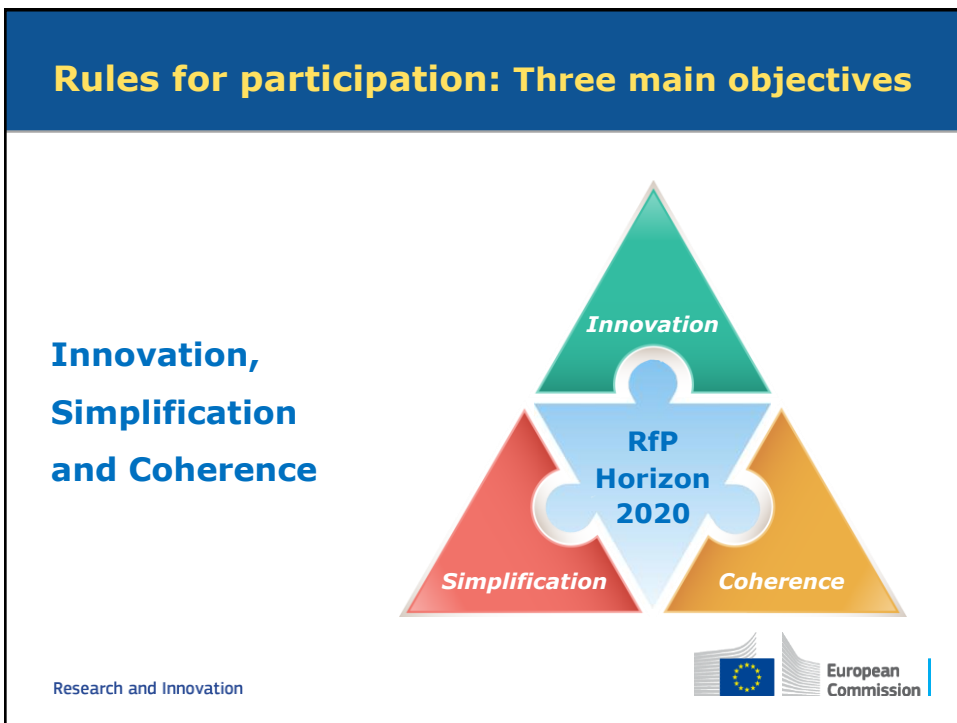 Rules for participation: Three main objectives
Innovation,
Simplification
and Coherence
Innovation
RfP
Horizon
2020
Simplification
Coherence
Research and Innovation
European
Commission